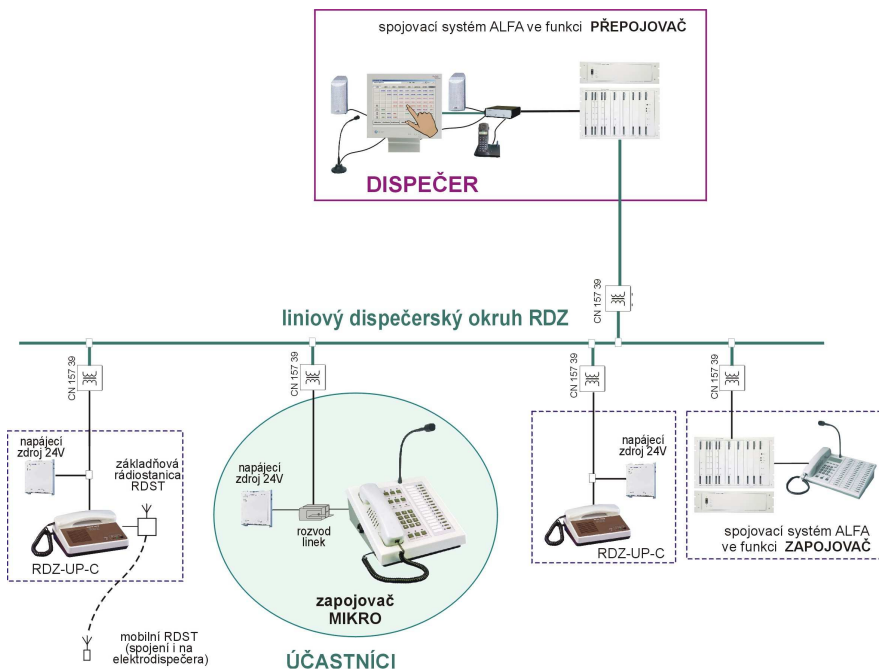 spojovací systém ALFA ve funkci PŘEPOJOVAČ
DISPEČER
CN 157 39
liniový dispečerský okruh RDZ
CN 157 39
CN 157 39
CN 157 39
CN 157 39
napájecí
zdroj 24V
základňová
rádiostanica
RDST
RDZ-UP-C
mobilní RDST
(spojení i na
elektrodispečera)
napájecí
zdroj 24V
rozvod
linek
zapojovač
MIKRO
ÚČASTNÍCI
napájecí
zdroj 24V
RDZ-UP-C
spojovací systém ALFA
ve funkci ZAPOJOVAČ